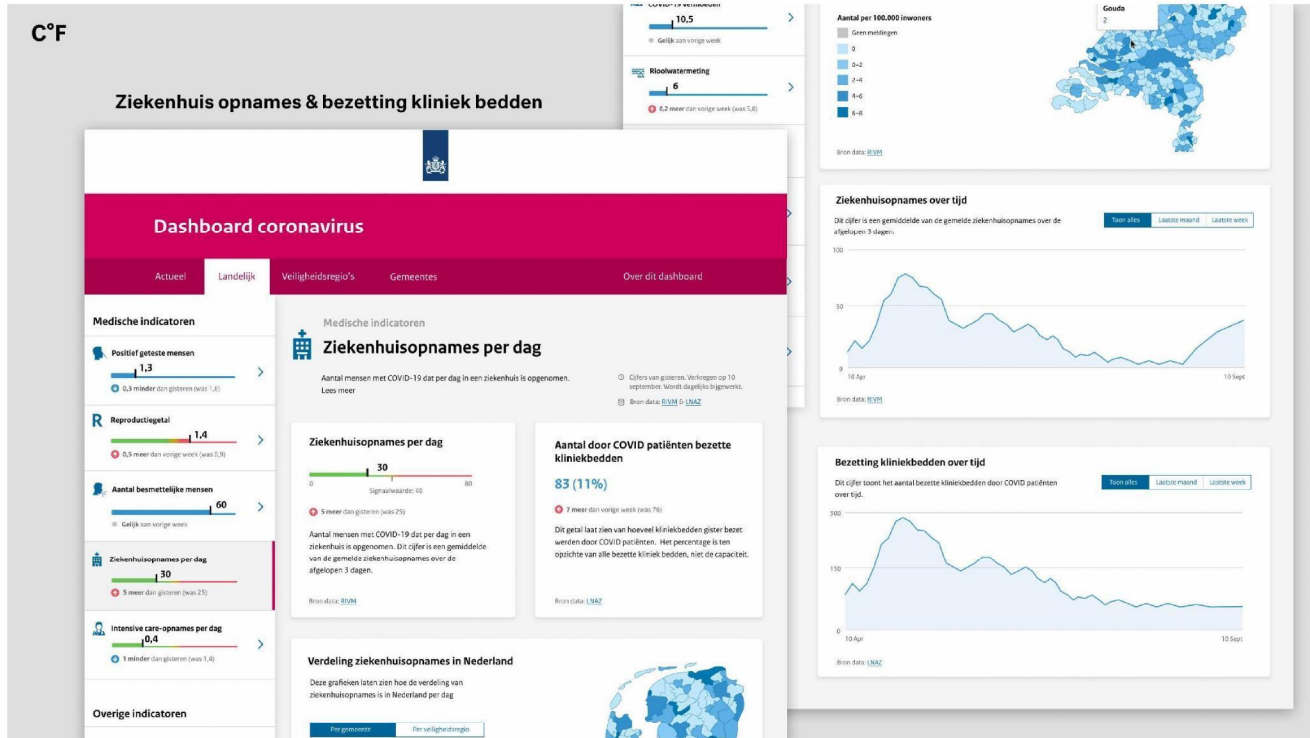 C°F
Ziekenhuis opnames & bezetting kliniek bedden
Dashboard coronavirus
Actueel
Landelijk
Veiligheidsregio's
Gemeentes
Over dit dashboard
Medische indicatoren
Positief geteste mensen
1,3
0,3 minder dan gisteren (was 1,6)
R Reproductiegetal
1,4
0,5 meer dan vorige week (was 0,9)
Aantal besmettelijke mensen
60
Gelijk aan vorige week
Ziekenhuisopnames per dag
30
5 meer dan gisteren (was 25)
Intensive care-opnames per dag
0,4
1 minder dan gisteren (was 1,4)
Overige indicatoren
Medische indicatoren
Ziekenhuisopnames per dag
Aantal mensen met COVID-19 dat per dag in een ziekenhuis is opgenomen.
Lees meer
Cijfers van gisteren. Verkregen op 10
september. Wordt dagelijks bijgewerkt.
Bron data: RIVM & LNAZ
Ziekenhuisopnames per dag
30
0
80
Signaalwaarde: 40
5 meer dan gisteren (was 25)
Aantal mensen met COVID-19 dat per dag in een
ziekenhuis is opgenomen. Dit cijfer is een gemiddelde
van de gemelde ziekenhuisopnames over de
afgelopen 3 dagen.
Bron data: RIVM
Aantal door COVID patiënten bezette
kliniekbedden
83 (11%)
7 meer dan vorige week (was 76)
Dit getal laat zien van hoeveel kliniekbedden gister bezet
werden door COVID patiënten. Het percentage is ten
opzichte van alle bezette kliniek bedden, niet de capaciteit.
Bron data: LNAZ
Verdeling ziekenhuisopnames in Nederland
Deze grafieken laten zien hoe de verdeling van
ziekenhuisopnames is in Nederland per dag
Per gemeente
Per veiligheidsregio
10,5
Gelijk aan vorige week
Rioolwatermeting
6
0,2 meer dan vorige week (was 5,8)
Aantal per 100.000 inwoners
Geen meldingen
0
0-2
2-4
4-6
6-8
Gouda
2
Bron data: RIVM
Ziekenhuisopnames over tijd
Dit cijfer is een gemiddelde van de gemelde ziekenhuisopnames over de
afgelopen 3 dagen.
Toon alles
Laatste maand
Laatste week
100
50
0
10 Apr
10 Sept
Bron data: RIVM
Bezetting kliniekbedden over tijd
Dit cijfer toont het aantal bezette kliniekbedden door COVID patiënten
over tijd.
Toon alles
Laatste maand
Laatste week
300
150
0
10 Apr
10 Sept
Bron data: LNAZ